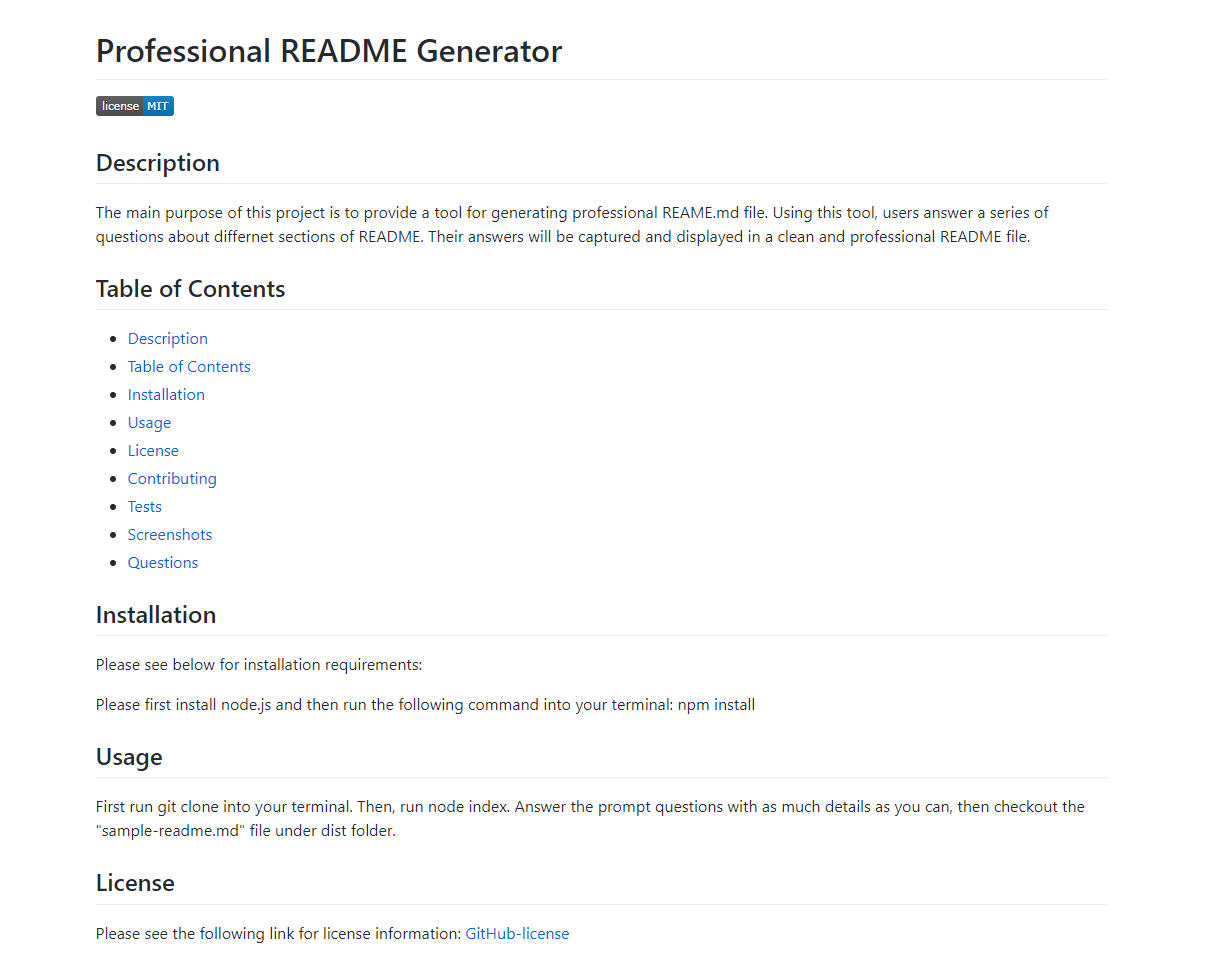 Professional README Generator
license MIT
Description
The main purpose of this project is to provide a tool for generating professional REAME.md file. Using this tool, users answer a series of
questions about differnet sections of README. Their answers will be captured and displayed in a clean and professional README file.
Table of Contents
Description
Table of Contents
Installation
Usage
License
Contributing
Tests
Screenshots
Questions
Installation
Please see below for installation requirements:
Please first install node.js and then run the following command into your terminal: npm install
Usage
First run git clone into your terminal. Then, run node index. Answer the prompt questions with as much details as you can, then checkout the
"sample-readme.md" file under dist folder.
License
Please see the following link for license information: GitHub-license